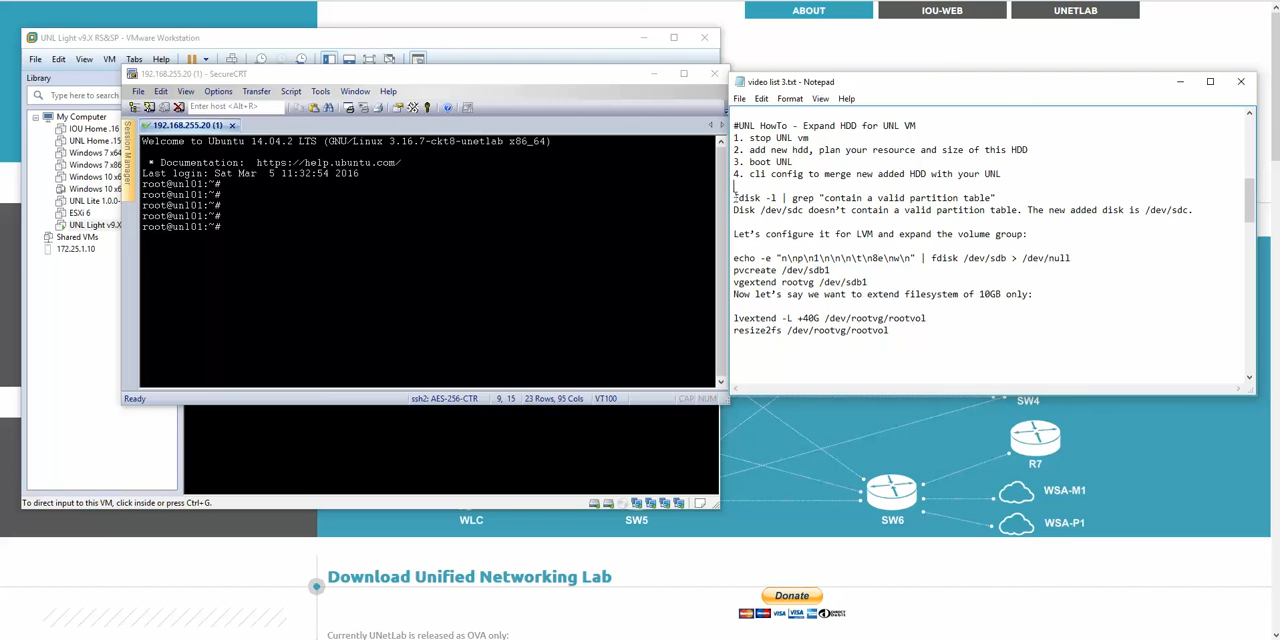 ABOUT
IOU-WEB
UNETLAB
UNL Light v9.X RS&SP - VMware Workstation
File Edit View VM Tabs Help
Library
Type here to search
My Computer
IOU Home .16
UNL Home .15
Windows 7 x64
Windows 7 x86
Windows 10 x
Windows 10 x
UNL Lite 1.0.0-
ESXi 6
UNL Light v9.X
Shared VMs
172.25.1.10
To direct input to this VM, click inside or press Ctrl+G.
192.168.255.20 (1) - SecureCRT
File Edit View Options Transfer Script Tools Window Help
Enter host <Alt+R>
Session Manager
192.168.255.20 (1)
Welcome to Ubuntu 14.04.2 LTS (GNU/Linux 3.16.7-ckt8-unetlab x86_64)
* Documentation: https://help.ubuntu.com/
Last login: Sat Mar 5 11:32:54 2016
root@unl01:~#
root@unl01:~#
root@unl01:~#
root@unl01:~#
root@unl01:~#
Ready
ssh2: AES-256-CTR
9, 15
23 Rows, 95 Cols
VT100
CAP NUM
video list 3.txt - Notepad
File Edit Format View Help
#UNL HowTo - Expand HDD for UNL VM
1. stop UNL vm
2. add new hdd, plan your resource and size of this HDD
3. boot UNL
4. cli config to merge new added HDD with your UNL
fdisk -l | grep "contain a valid partition table"
Disk /dev/sdc doesn't contain a valid partition table. The new added disk is /dev/sdc.
Let's configure it for LVM and expand the volume group:
echo -e "n\np\n1\n\n\n\t\n8e\nw\n" | fdisk /dev/sdb > /dev/null
pvcreate /dev/sdb1
vgextend rootvg /dev/sdb1
Now let's say we want to extend filesystem of 10GB only:
lvextend -L +40G /dev/rootvg/rootvol
resize2fs /dev/rootvg/rootvol
SW4
R7
WSA-M1
SW6
WSA-P1
WLC
SW5
Download Unified Networking Lab
Donate
VISA
VISA
Currently UNetLab is released as OVA only: